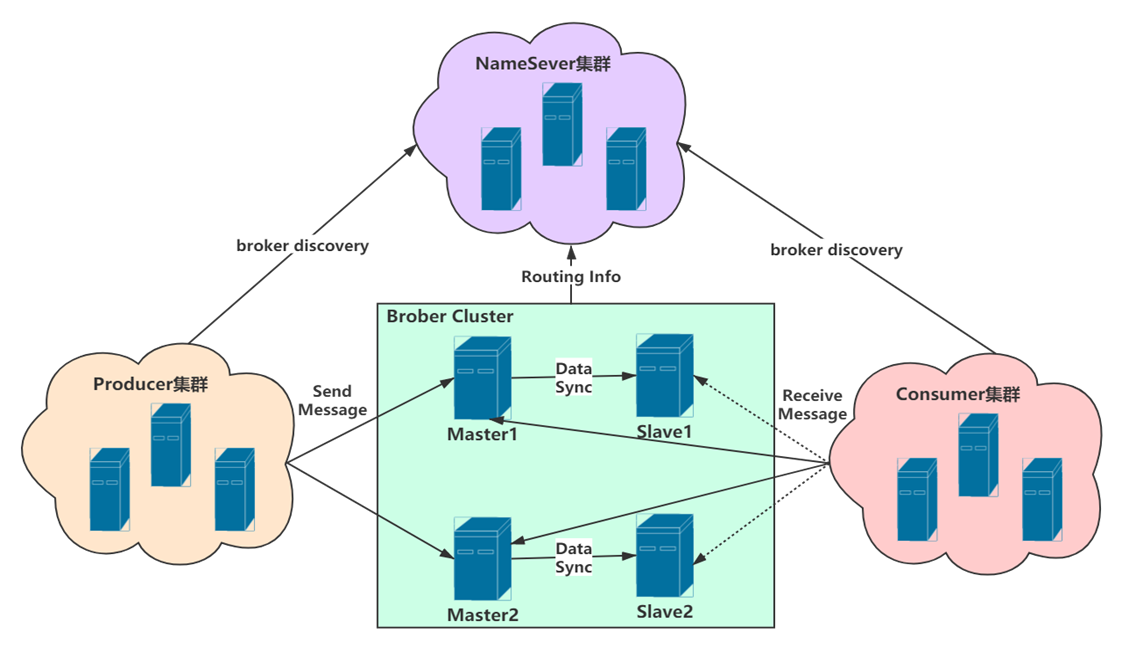 NameSever集群
broker discovery
broker discovery
Routing Info
Brober Cluster
Producer集群
Send
Message
Data
Sync
Receive
Message
Consumer集群
Master1
Slave1
Data
Sync
Master2
Slave2